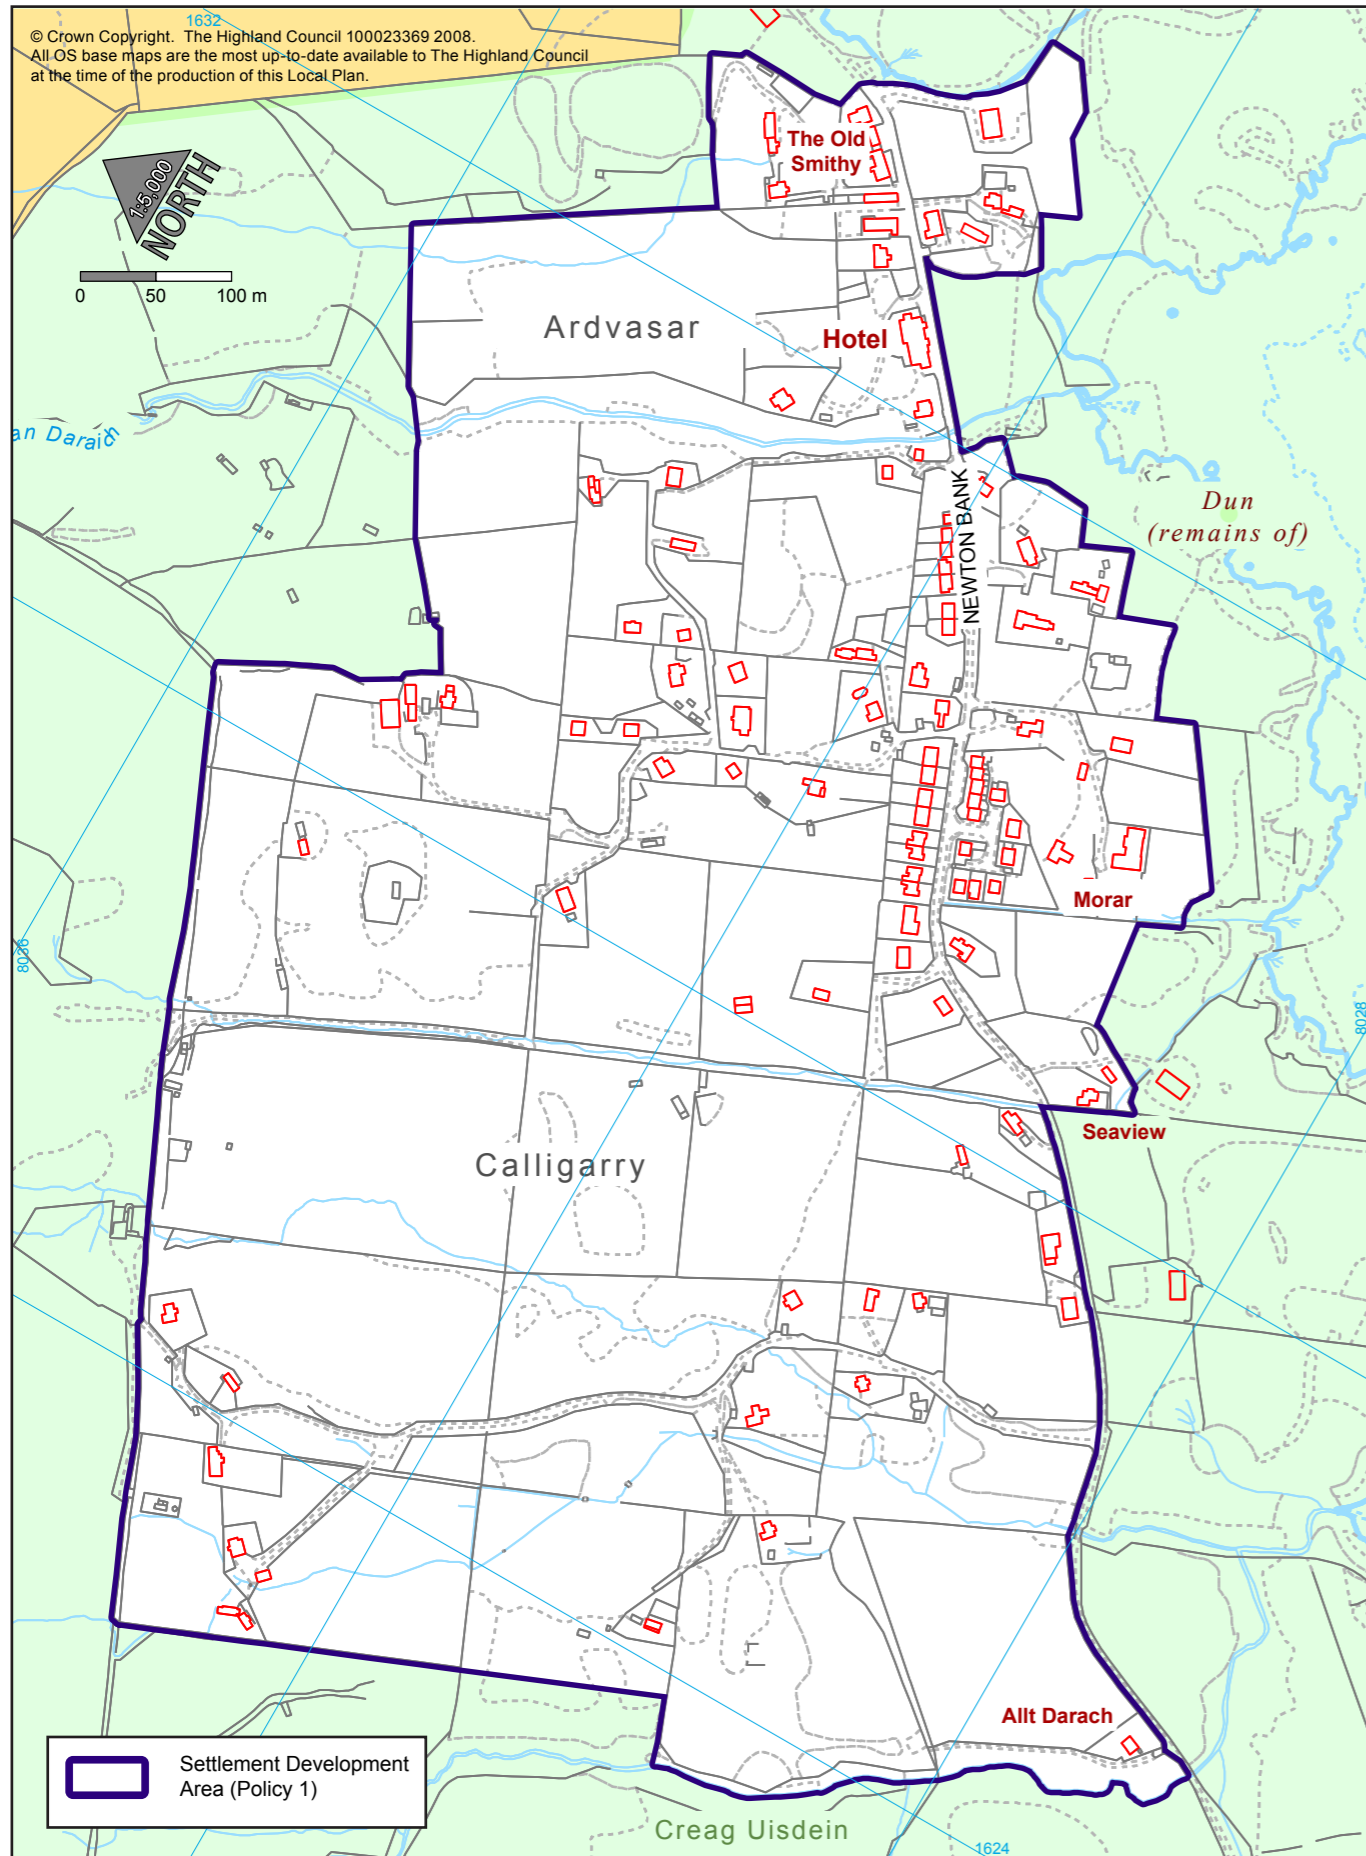 1632
© Crown Copyright. The Highland Council 100023369 2008.
All OS base maps are the most up-to-date available to The Highland Council
at the time of the production of this Local Plan.
The Old
Smithy
1:5,000
NORTH
0 50 100 m
Ardvasar
Hotel
an Daraich
NEWTON BANK
Dun
(remains of)
Morar
8036
8028
Seaview
Calligarry
Allt Darach
Settlement Development
Area (Policy 1)
Creag Uisdein
1624